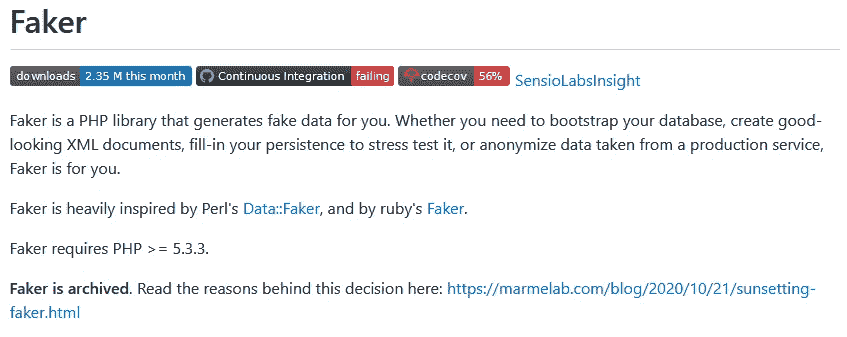 Faker
downloads 2.35 M this month Continuous Integration failing codecov 56% SensioLabsInsight
Faker is a PHP library that generates fake data for you. Whether you need to bootstrap your database, create good-
looking XML documents, fill-in your persistence to stress test it, or anonymize data taken from a production service,
Faker is for you.
Faker is heavily inspired by Perl's Data::Faker, and by ruby's Faker.
Faker requires PHP >= 5.3.3.
Faker is archived. Read the reasons behind this decision here: https://marmelab.com/blog/2020/10/21/sunsetting-
faker.html